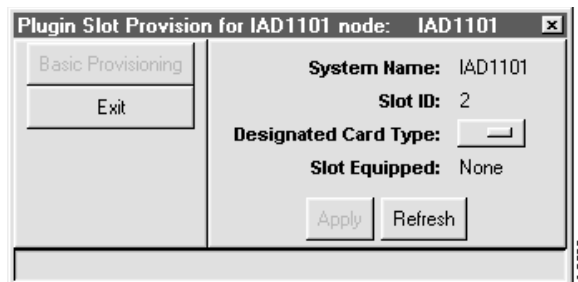 Plugin Slot Provision for IAD1101 node: IAD1101
Basic Provisioning
Exit
System Name: IAD1101
Slot ID: 2
Designated Card Type:
Slot Equipped: None
Apply Refresh